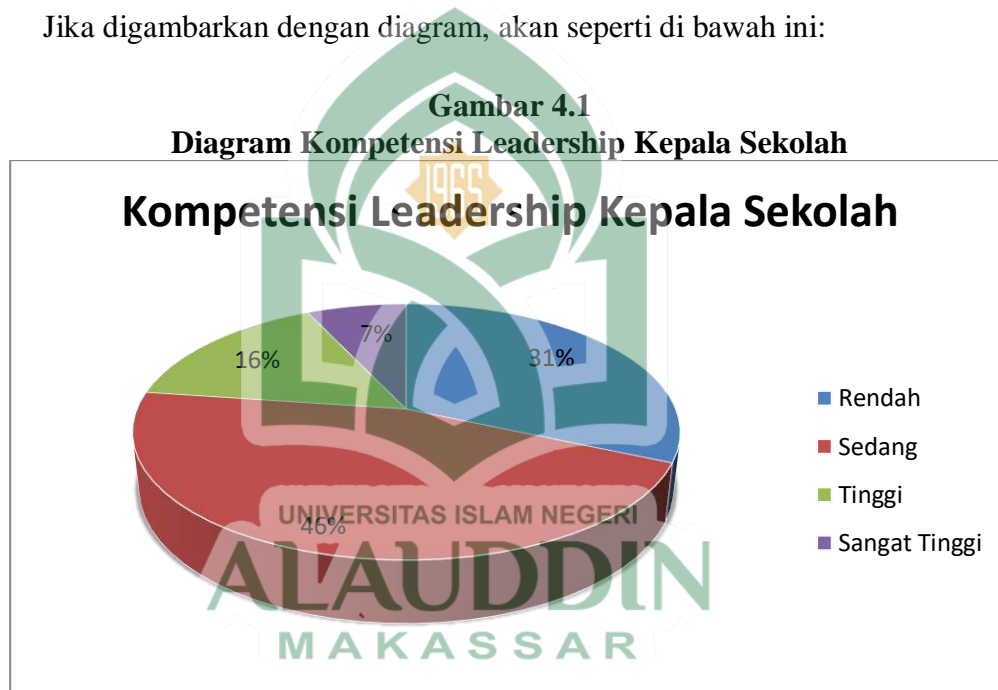 Jika digambarkan dengan diagram, akan seperti di bawah ini:
Gambar 4.1
Diagram Kompetensi Leadership Kepala Sekolah
1965
Kompetensi Leadership Kepala Sekolah
7%
16%
31%
46%
Rendah
Sedang
Tinggi
Sangat Tinggi
UNIVERSITAS ISLAM NEGERI
ALAUDDIN
MAKASSAR